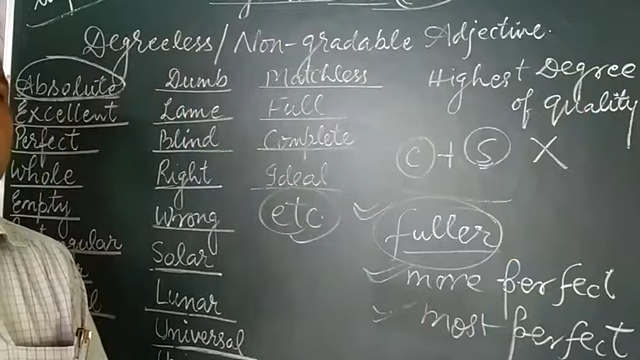 Degreeless/Non-gradable Adjective.
Absolute
Excellent
Perfect
Whole
Empty
Dumb
Lame
Blind
Right
Wrong
Solar
Lunar
Universal
Matchless
Full
Complete
Ideal
etc.
Highest Degree
of quality
C + S X
fuller
more perfect
most perfect